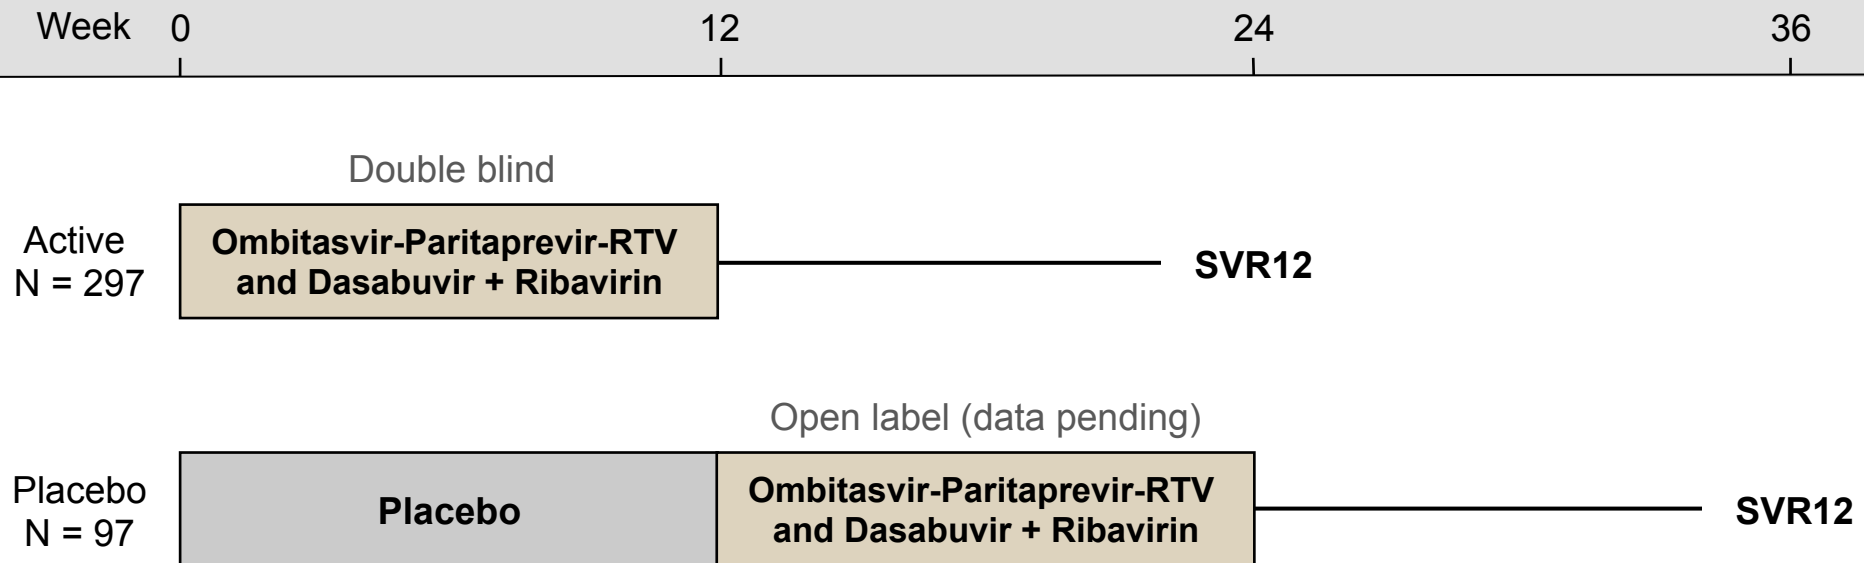 Week 0 12 24 36
Double blind
Active
N = 297
Ombitasvir-Paritaprevir-RTV
and Dasabuvir + Ribavirin
SVR12
Open label (data pending)
Placebo
N = 97
Placebo
Ombitasvir-Paritaprevir-RTV
and Dasabuvir + Ribavirin
SVR12